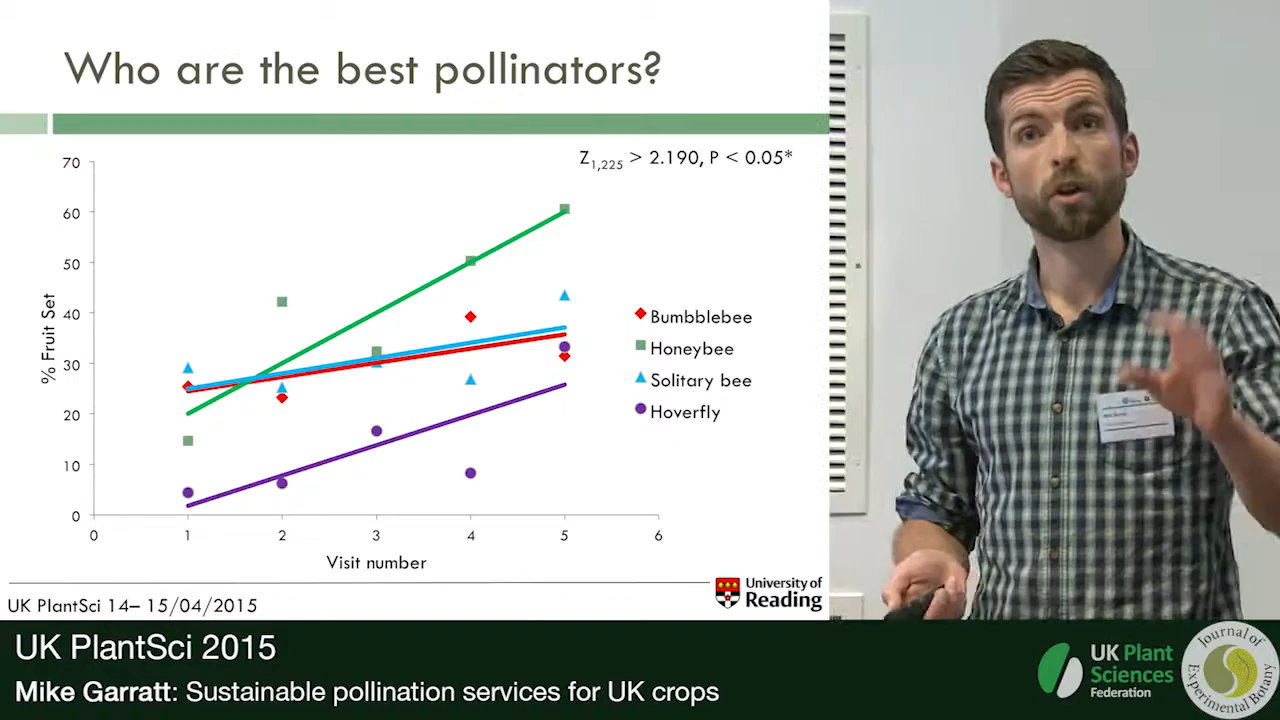 Who are the best pollinators?
Z1,225 > 2.190, P < 0.05*
70
60
50
40
30
20
10
0
% Fruit Set
0 1 2 3 4 5 6
Visit number
Bumbblebee
Honeybee
Solitary bee
Hoverfly
UK PlantSci 14– 15/04/2015
University of
Reading
UK PlantSci 2015
Mike Garratt: Sustainable pollination services for UK crops
UK Plant
Sciences
Federation
Journal of
Experimental Botany